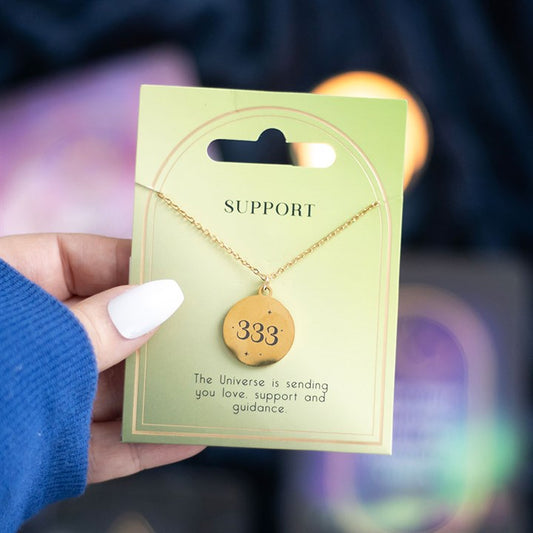 SUPPORT
333
The Universe is sending
you love, support and
guidance.